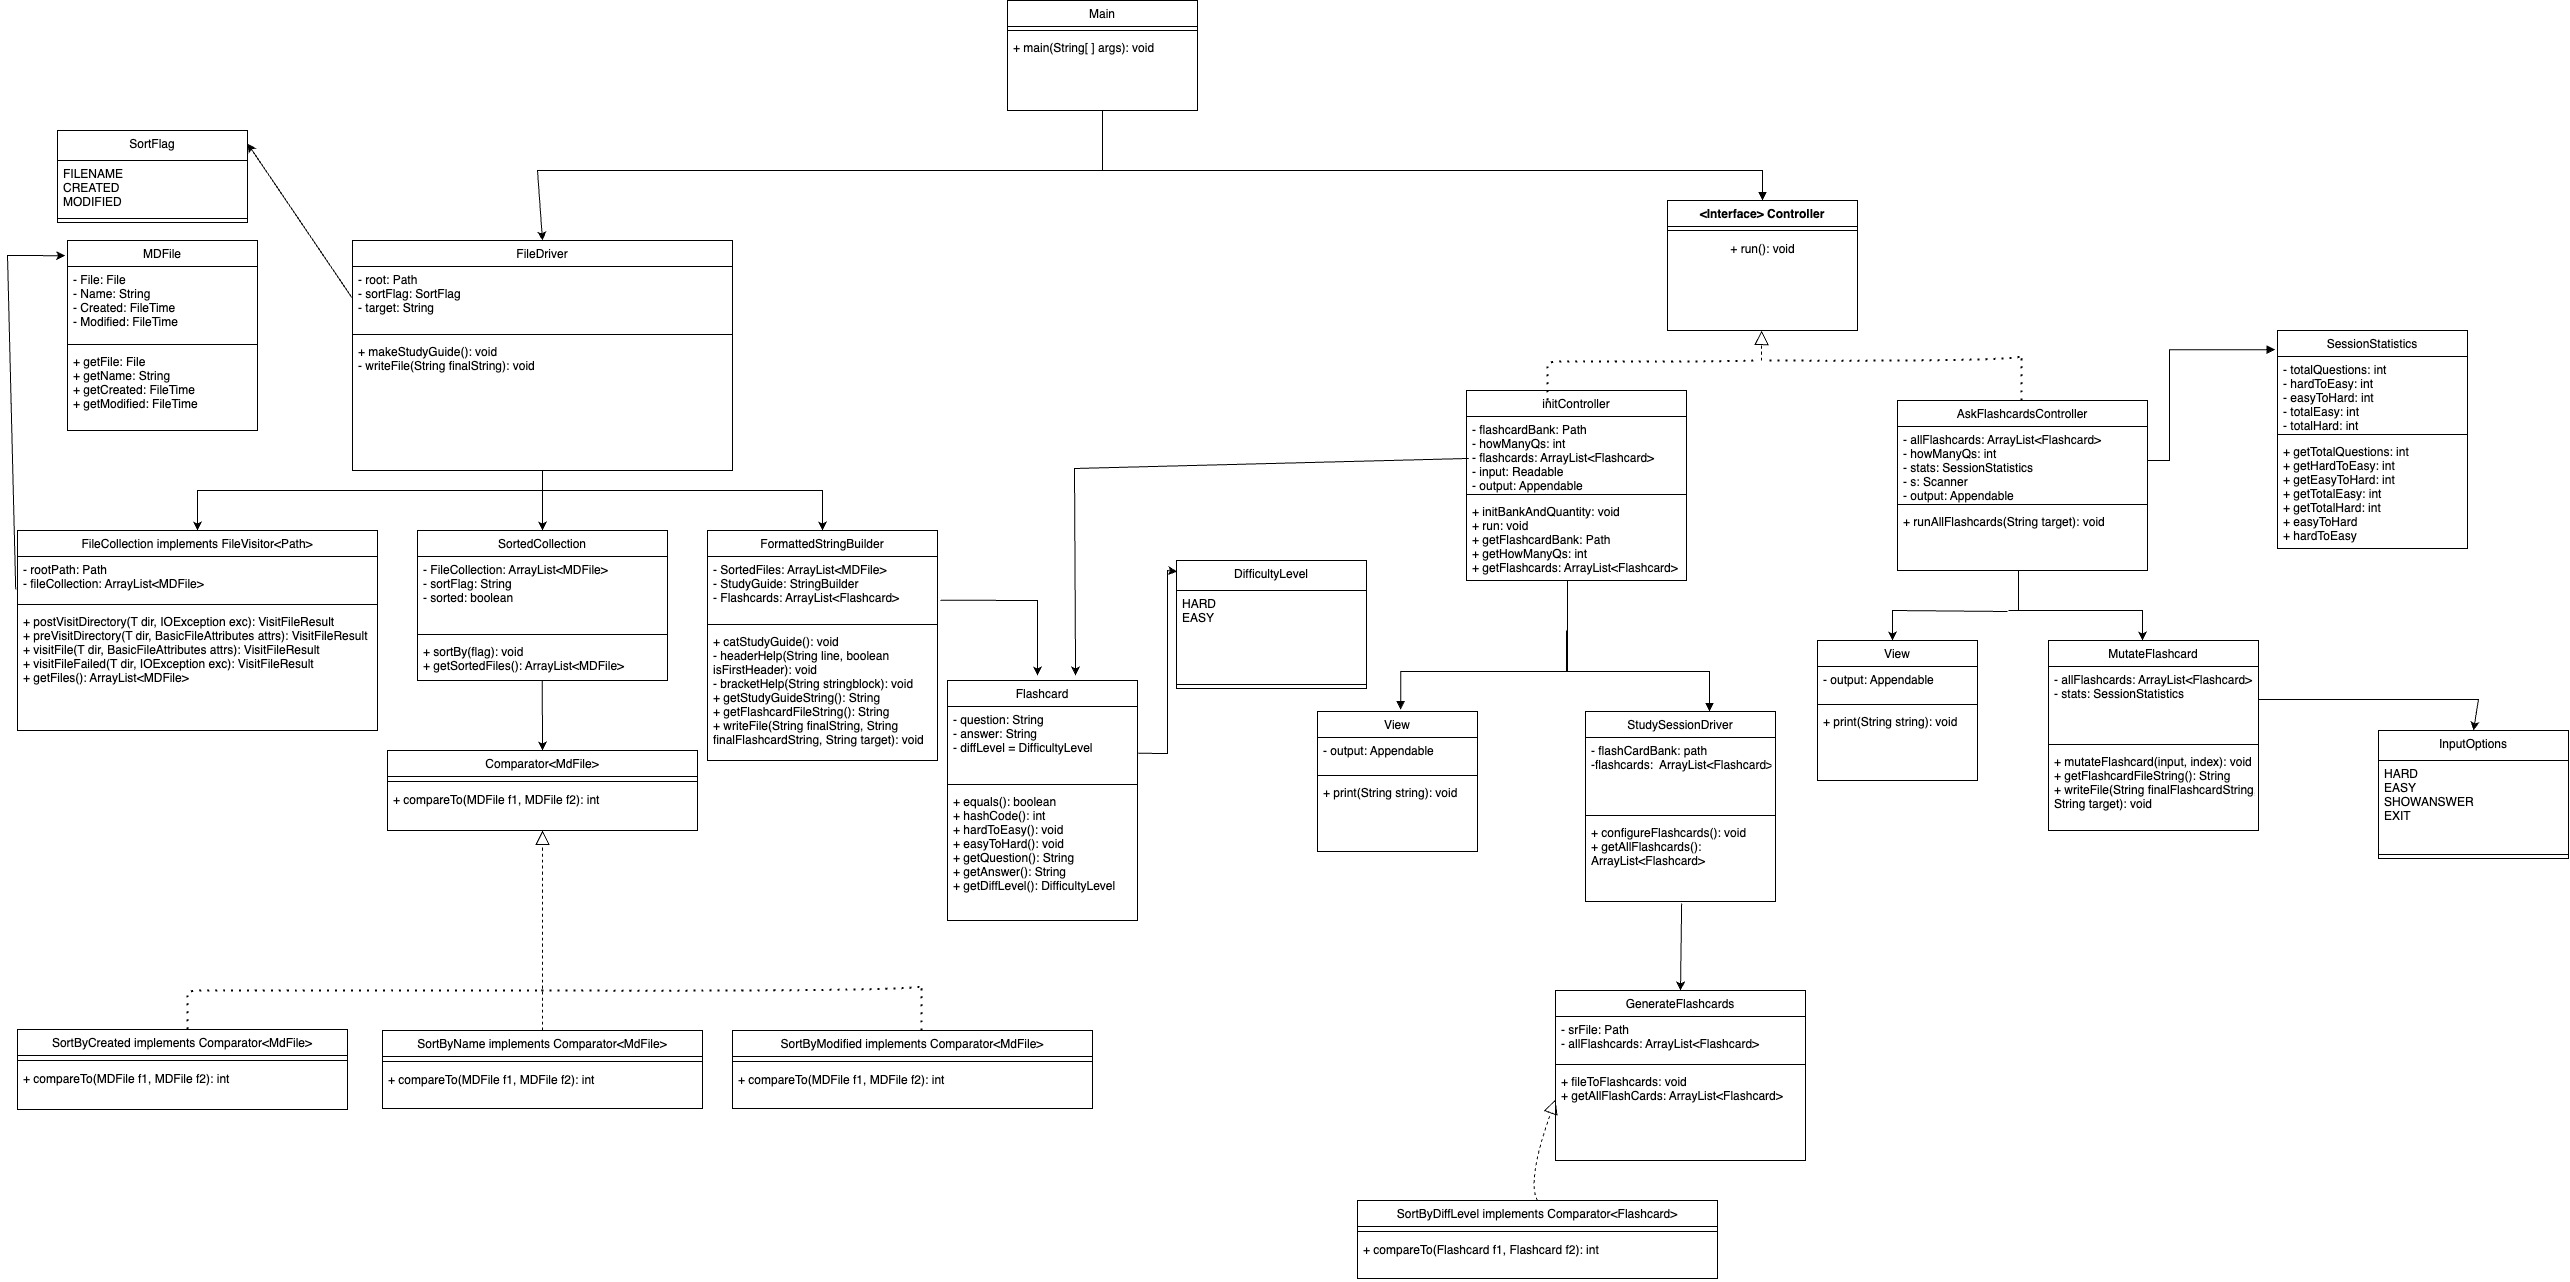 Main
+ main(String[ ] args): void
SortFlag
FILENAME
CREATED
MODIFIED
MDFile
- File: File
- Name: String
- Created: FileTime
- Modified: FileTime
+ getFile: File
+ getName: String
+ getCreated: FileTime
+ getModified: FileTime
FileDriver
- root: Path
- sortFlag: SortFlag
- target: String
+ makeStudyGuide(): void
- writeFile(String finalString): void
<Interface> Controller
+ run(): void
initController
- flashcardBank: Path
- howManyQs: int
- flashcards: ArrayList<Flashcard>
- input: Readable
- output: Appendable
+ initBankAndQuantity: void
+ run: void
+ getFlashcardBank: Path
+ getHowManyQs: int
+ getFlashcards: ArrayList<Flashcard>
AskFlashcardsController
- allFlashcards: ArrayList<Flashcard>
- howManyQs: int
- stats: SessionStatistics
- s: Scanner
- output: Appendable
+ runAllFlashcards(String target): void
SessionStatistics
- totalQuestions: int
- hardToEasy: int
- easyToHard: int
- totalEasy: int
- totalHard: int
+ getTotalQuestions: int
+ getHardToEasy: int
+ getEasyToHard: int
+ getTotalEasy: int
+ getTotalHard: int
+ easyToHard
+ hardToEasy
FileCollection implements FileVisitor<Path>
- rootPath: Path
- fileCollection: ArrayList<MDFile>
+ postVisitDirectory(T dir, IOException exc): VisitFileResult
+ preVisitDirectory(T dir, BasicFileAttributes attrs): VisitFileResult
+ visitFile(T dir, BasicFileAttributes attrs): VisitFileResult
+ visitFileFailed(T dir, IOException exc): VisitFileResult
+ getFiles(): ArrayList<MDFile>
SortedCollection
- FileCollection: ArrayList<MDFile>
- sortFlag: String
- sorted: boolean
+ sortBy(flag): void
+ getSortedFiles(): ArrayList<MDFile>
FormattedStringBuilder
- SortedFiles: ArrayList<MDFile>
- StudyGuide: StringBuilder
- Flashcards: ArrayList<Flashcard>
+ catStudyGuide(): void
- headerHelp(String line, boolean
isFirstHeader): void
- bracketHelp(String stringblock): void
+ getStudyGuideString(): String
+ getFlashcardFileString(): String
+ writeFile(String finalString, String
finalFlashcardString, String target): void
DifficultyLevel
HARD
EASY
Flashcard
- question: String
- answer: String
- diffLevel = DifficultyLevel
+ equals(): boolean
+ hashCode(): int
+ hardToEasy(): void
+ easyToHard(): void
+ getQuestion(): String
+ getAnswer(): String
+ getDiffLevel(): DifficultyLevel
View
- output: Appendable
+ print(String string): void
StudySessionDriver
- flashCardBank: path
-flashcards:  ArrayList<Flashcard>
+ configureFlashcards(): void
+ getAllFlashcards():
ArrayList<Flashcard>
View
- output: Appendable
+ print(String string): void
MutateFlashcard
- allFlashcards: ArrayList<Flashcard>
- stats: SessionStatistics
+ mutateFlashcard(input, index): void
+ getFlashcardFileString(): String
+ writeFile(String finalFlashcardString
String target): void
InputOptions
HARD
EASY
SHOWANSWER
EXIT
Comparator<MdFile>
+ compareTo(MDFile f1, MDFile f2): int
SortByCreated implements Comparator<MdFile>
+ compareTo(MDFile f1, MDFile f2): int
SortByName implements Comparator<MdFile>
+ compareTo(MDFile f1, MDFile f2): int
SortByModified implements Comparator<MdFile>
+ compareTo(MDFile f1, MDFile f2): int
GenerateFlashcards
- srFile: Path
- allFlashcards: ArrayList<Flashcard>
+ fileToFlashcards: void
+ getAllFlashCards: ArrayList<Flashcard>
SortByDiffLevel implements Comparator<Flashcard>
+ compareTo(Flashcard f1, Flashcard f2): int